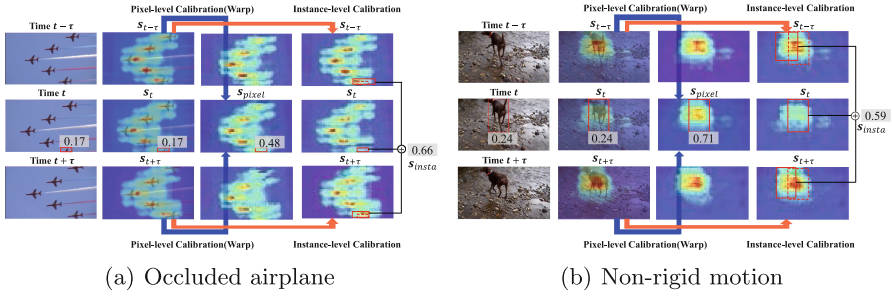 Pixel-level Calibration(Warp) Instance-level Calibration
Time t−τ s_{t−τ} s_{t−τ}
Time t s_t s_{pixel} s_t
0.17 0.17 0.48
0.66
s_{insta}
Time t+τ s_{t+τ} s_{t+τ}
Pixel-level Calibration(Warp) Instance-level Calibration
(a) Occluded airplane
Pixel-level Calibration(Warp) Instance-level Calibration
Time t−τ s_{t−τ} s_{t−τ}
Time t s_t s_{pixel} s_t
0.24 0.24 0.71
0.59
s_{insta}
Time t+τ s_{t+τ} s_{t+τ}
Pixel-level Calibration(Warp) Instance-level Calibration
(b) Non-rigid motion